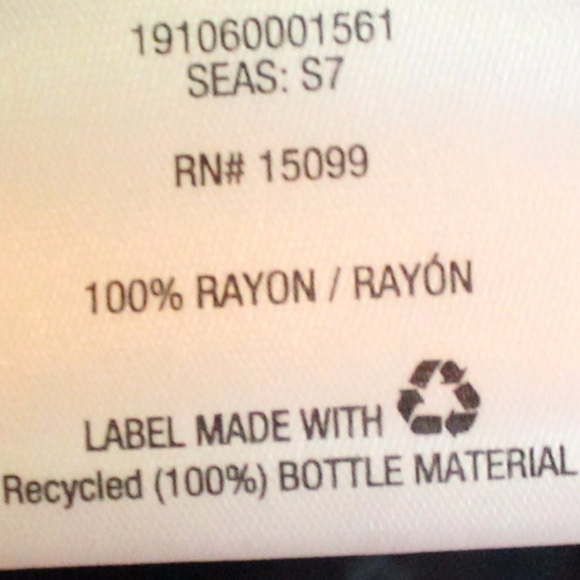 191060001561
SEAS: S7
RN# 15099
100% RAYON / RAYÓN
LABEL MADE WITH
Recycled (100%) BOTTLE MATERIAL